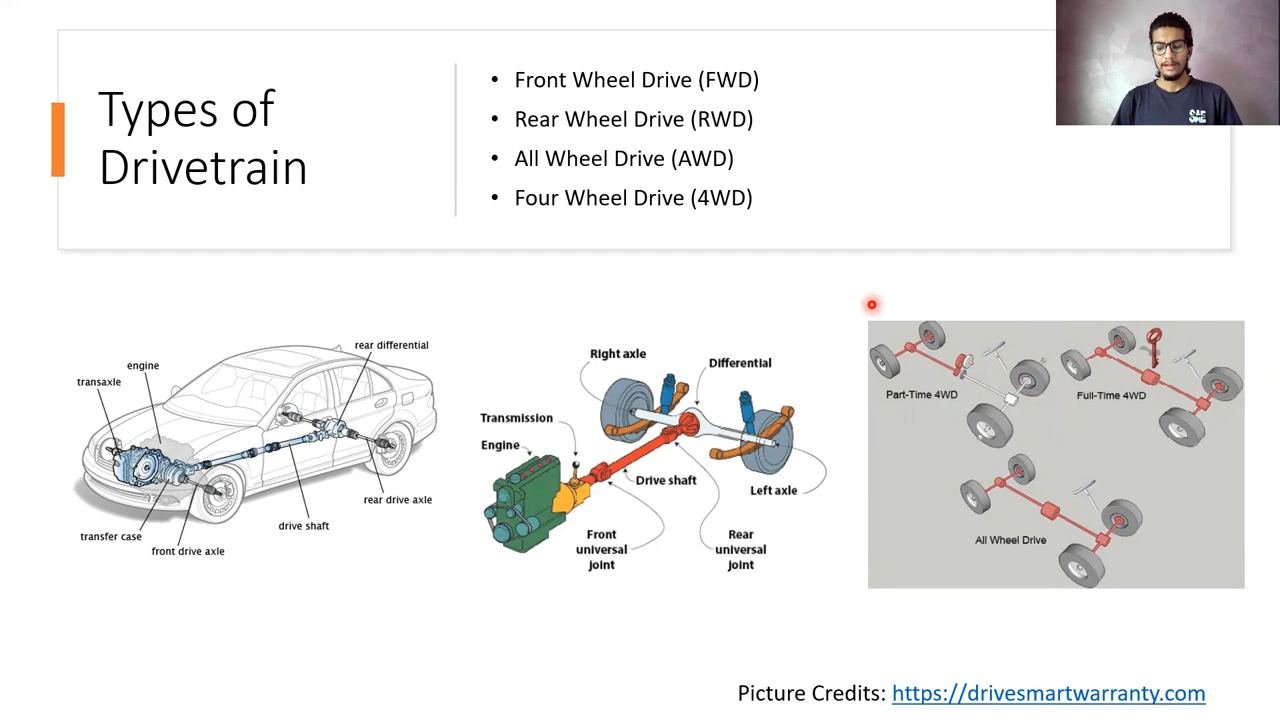 Types of
Drivetrain
• Front Wheel Drive (FWD)
• Rear Wheel Drive (RWD)
• All Wheel Drive (AWD)
• Four Wheel Drive (4WD)
rear differential
engine
transaxle
rear drive axle
drive shaft
transfer case
front drive axle
Right axle
Differential
Transmission
Engine
Drive shaft
Left axle
Front
universal
joint
Rear
universal
joint
Part-Time 4WD
Full-Time 4WD
All Wheel Drive
Picture Credits: https://drivesmartwarranty.com